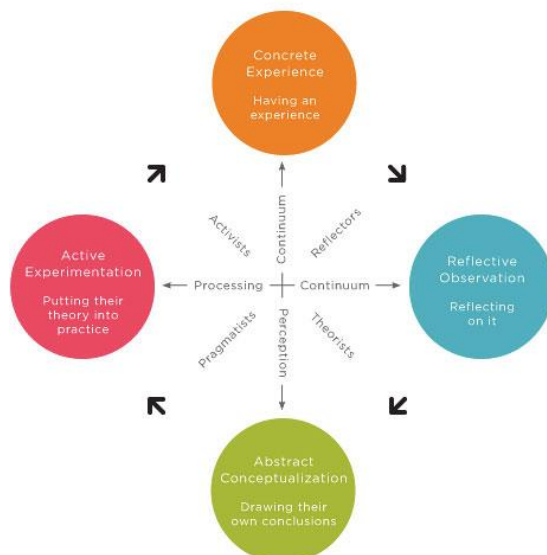 Concrete
Experience
Having an
experience
Activists
Continuum
Reflectors
Active
Experimentation
Putting their
theory into
practice
Processing
Continuum
Reflective
Observation
Reflecting
on it
Pragmatists
Perception
Theorists
Abstract
Conceptualization
Drawing their
own conclusions